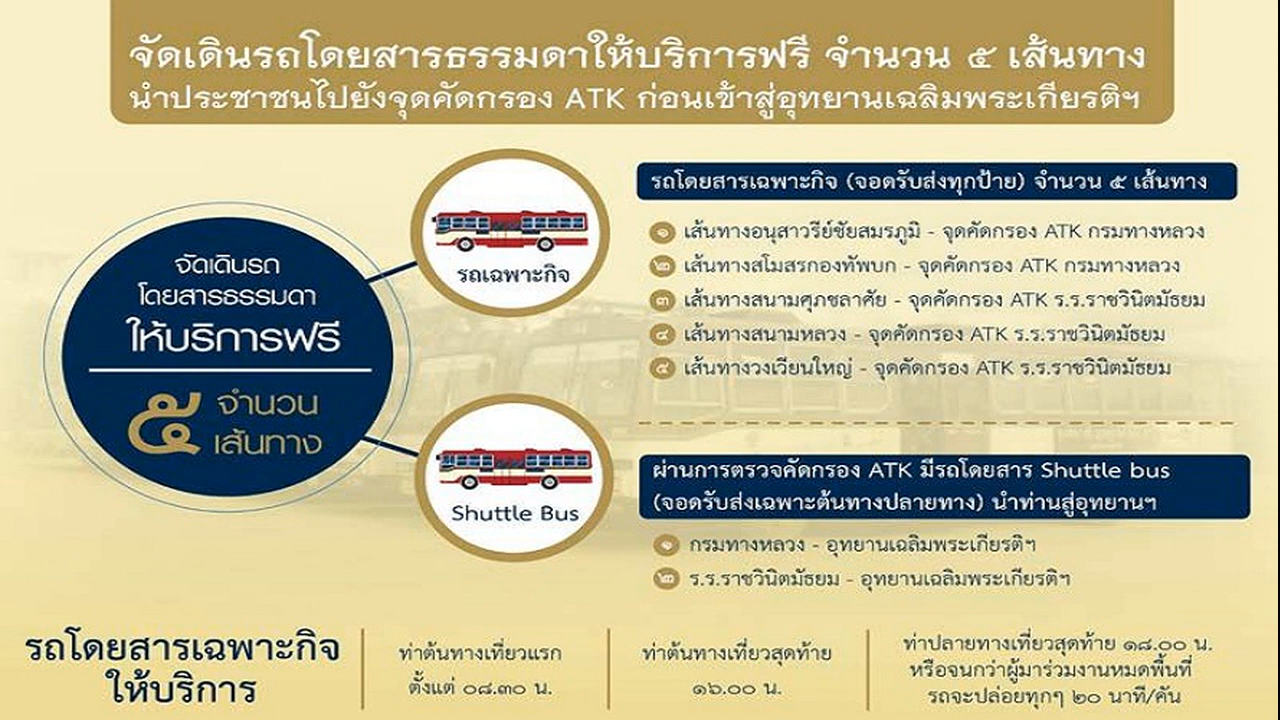 จัดเดินรถโดยสารธรรมดาให้บริการฟรี จำนวน ๕ เส้นทาง
นำประชาชนไปยังจุดคัดกรอง ATK ก่อนเข้าสู่อุทยานเฉลิมพระเกียรติฯ
จัดเดินรถ
โดยสารธรรมดา
ให้บริการฟรี
๕ จำนวน
เส้นทาง
รถเฉพาะกิจ
รถโดยสารเฉพาะกิจ (จอดรับส่งทุกป้าย) จำนวน ๕ เส้นทาง
๑ เส้นทางอนุสาวรีย์ชัยสมรภูมิ - จุดคัดกรอง ATK กรมทางหลวง
๒ เส้นทางสโมสรกองทัพบก - จุดคัดกรอง ATK กรมทางหลวง
๓ เส้นทางสนามศุภชลาศัย - จุดคัดกรอง ATK ร.ร.ราชวินิตมัธยม
๔ เส้นทางสนามหลวง - จุดคัดกรอง ATK ร.ร.ราชวินิตมัธยม
๕ เส้นทางวงเวียนใหญ่ - จุดคัดกรอง ATK ร.ร.ราชวินิตมัธยม
Shuttle Bus
ผ่านการตรวจคัดกรอง ATK มีรถโดยสาร Shuttle bus
(จอดรับส่งเฉพาะต้นทางปลายทาง) นำท่านสู่อุทยานฯ
๑ กรมทางหลวง - อุทยานเฉลิมพระเกียรติฯ
๒ ร.ร.ราชวินิตมัธยม - อุทยานเฉลิมพระเกียรติฯ
รถโดยสารเฉพาะกิจ
ให้บริการ
ท่าต้นทางเที่ยวแรก
ตั้งแต่ ๐๘.๓๐ น.
ท่าต้นทางเที่ยวสุดท้าย
๑๖.๐๐ น.
ท่าปลายทางเที่ยวสุดท้าย ๑๘.๐๐ น.
หรือจนกว่าผู้มาร่วมงานหมดพื้นที่
รถจะปล่อยทุกๆ ๒๐ นาที/คัน